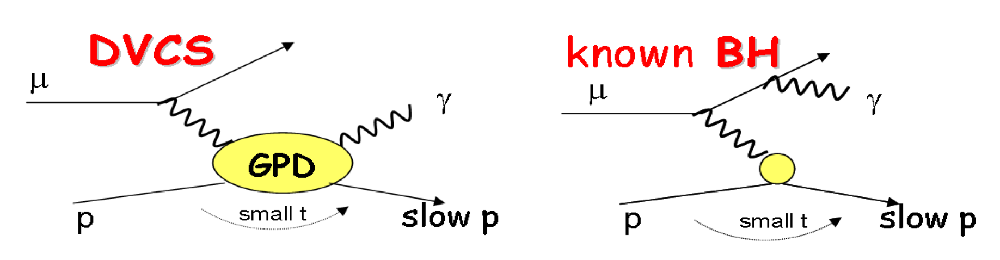 DVCS
μ
γ
GPD
p
small t
slow p
known BH
μ
γ
p
small t
slow p